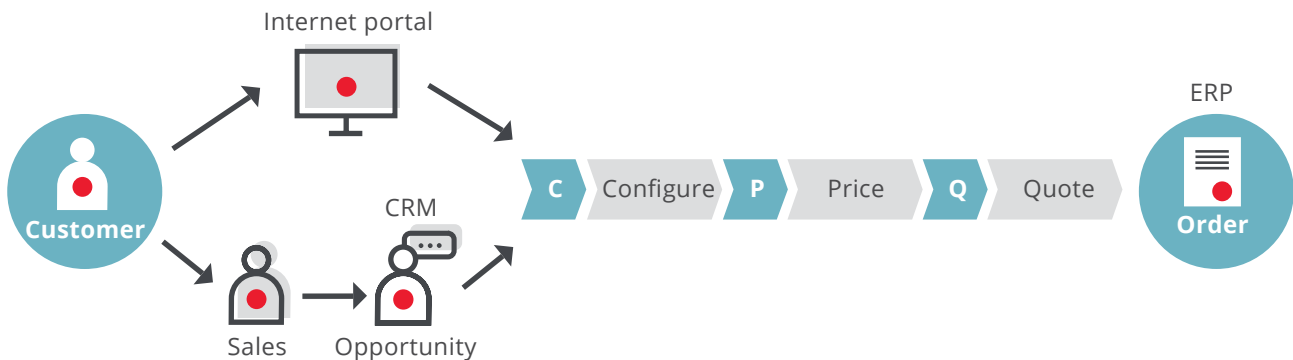 Internet portal
Customer
CRM
Sales
Opportunity
C Configure P Price Q Quote
ERP
Order